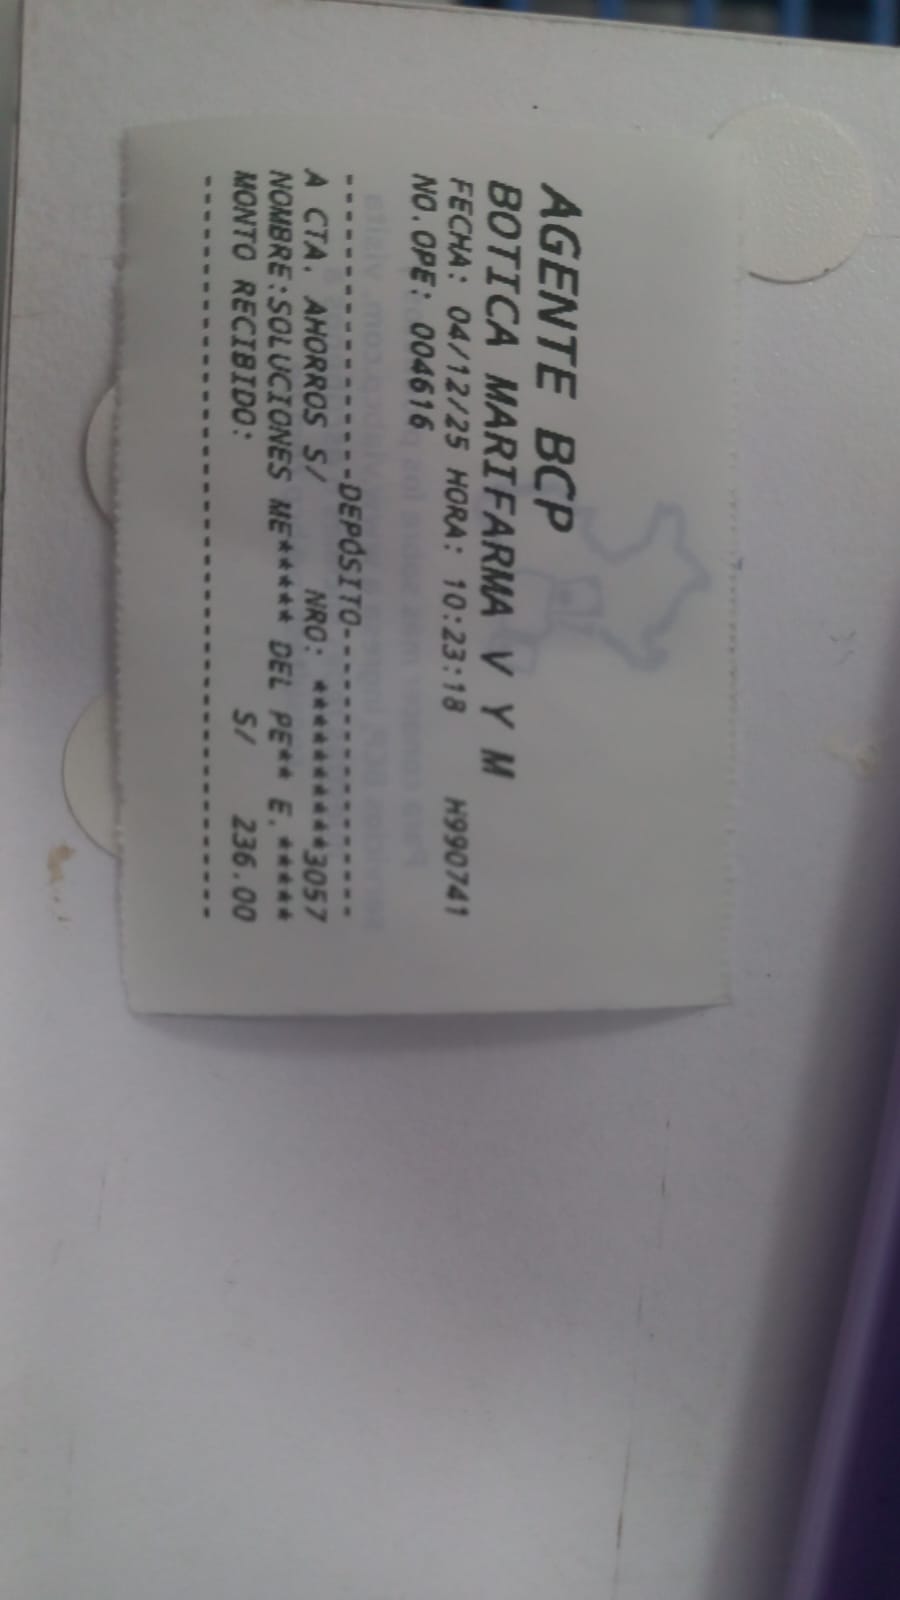 AGENTE BCP
BOTICA MARIFARMA V Y M
FECHA: 04/12/25 HORA: 10:23:18 H990741
NO.OPE: 004616
------------------DEPÓSITO------------------
A CTA. AHORROS S/ NRO: **********3057
NOMBRE:SOLUCIONES ME***** DEL PE** E.*****
MONTO RECIBIDO: S/ 236.00
--------------------------------------------